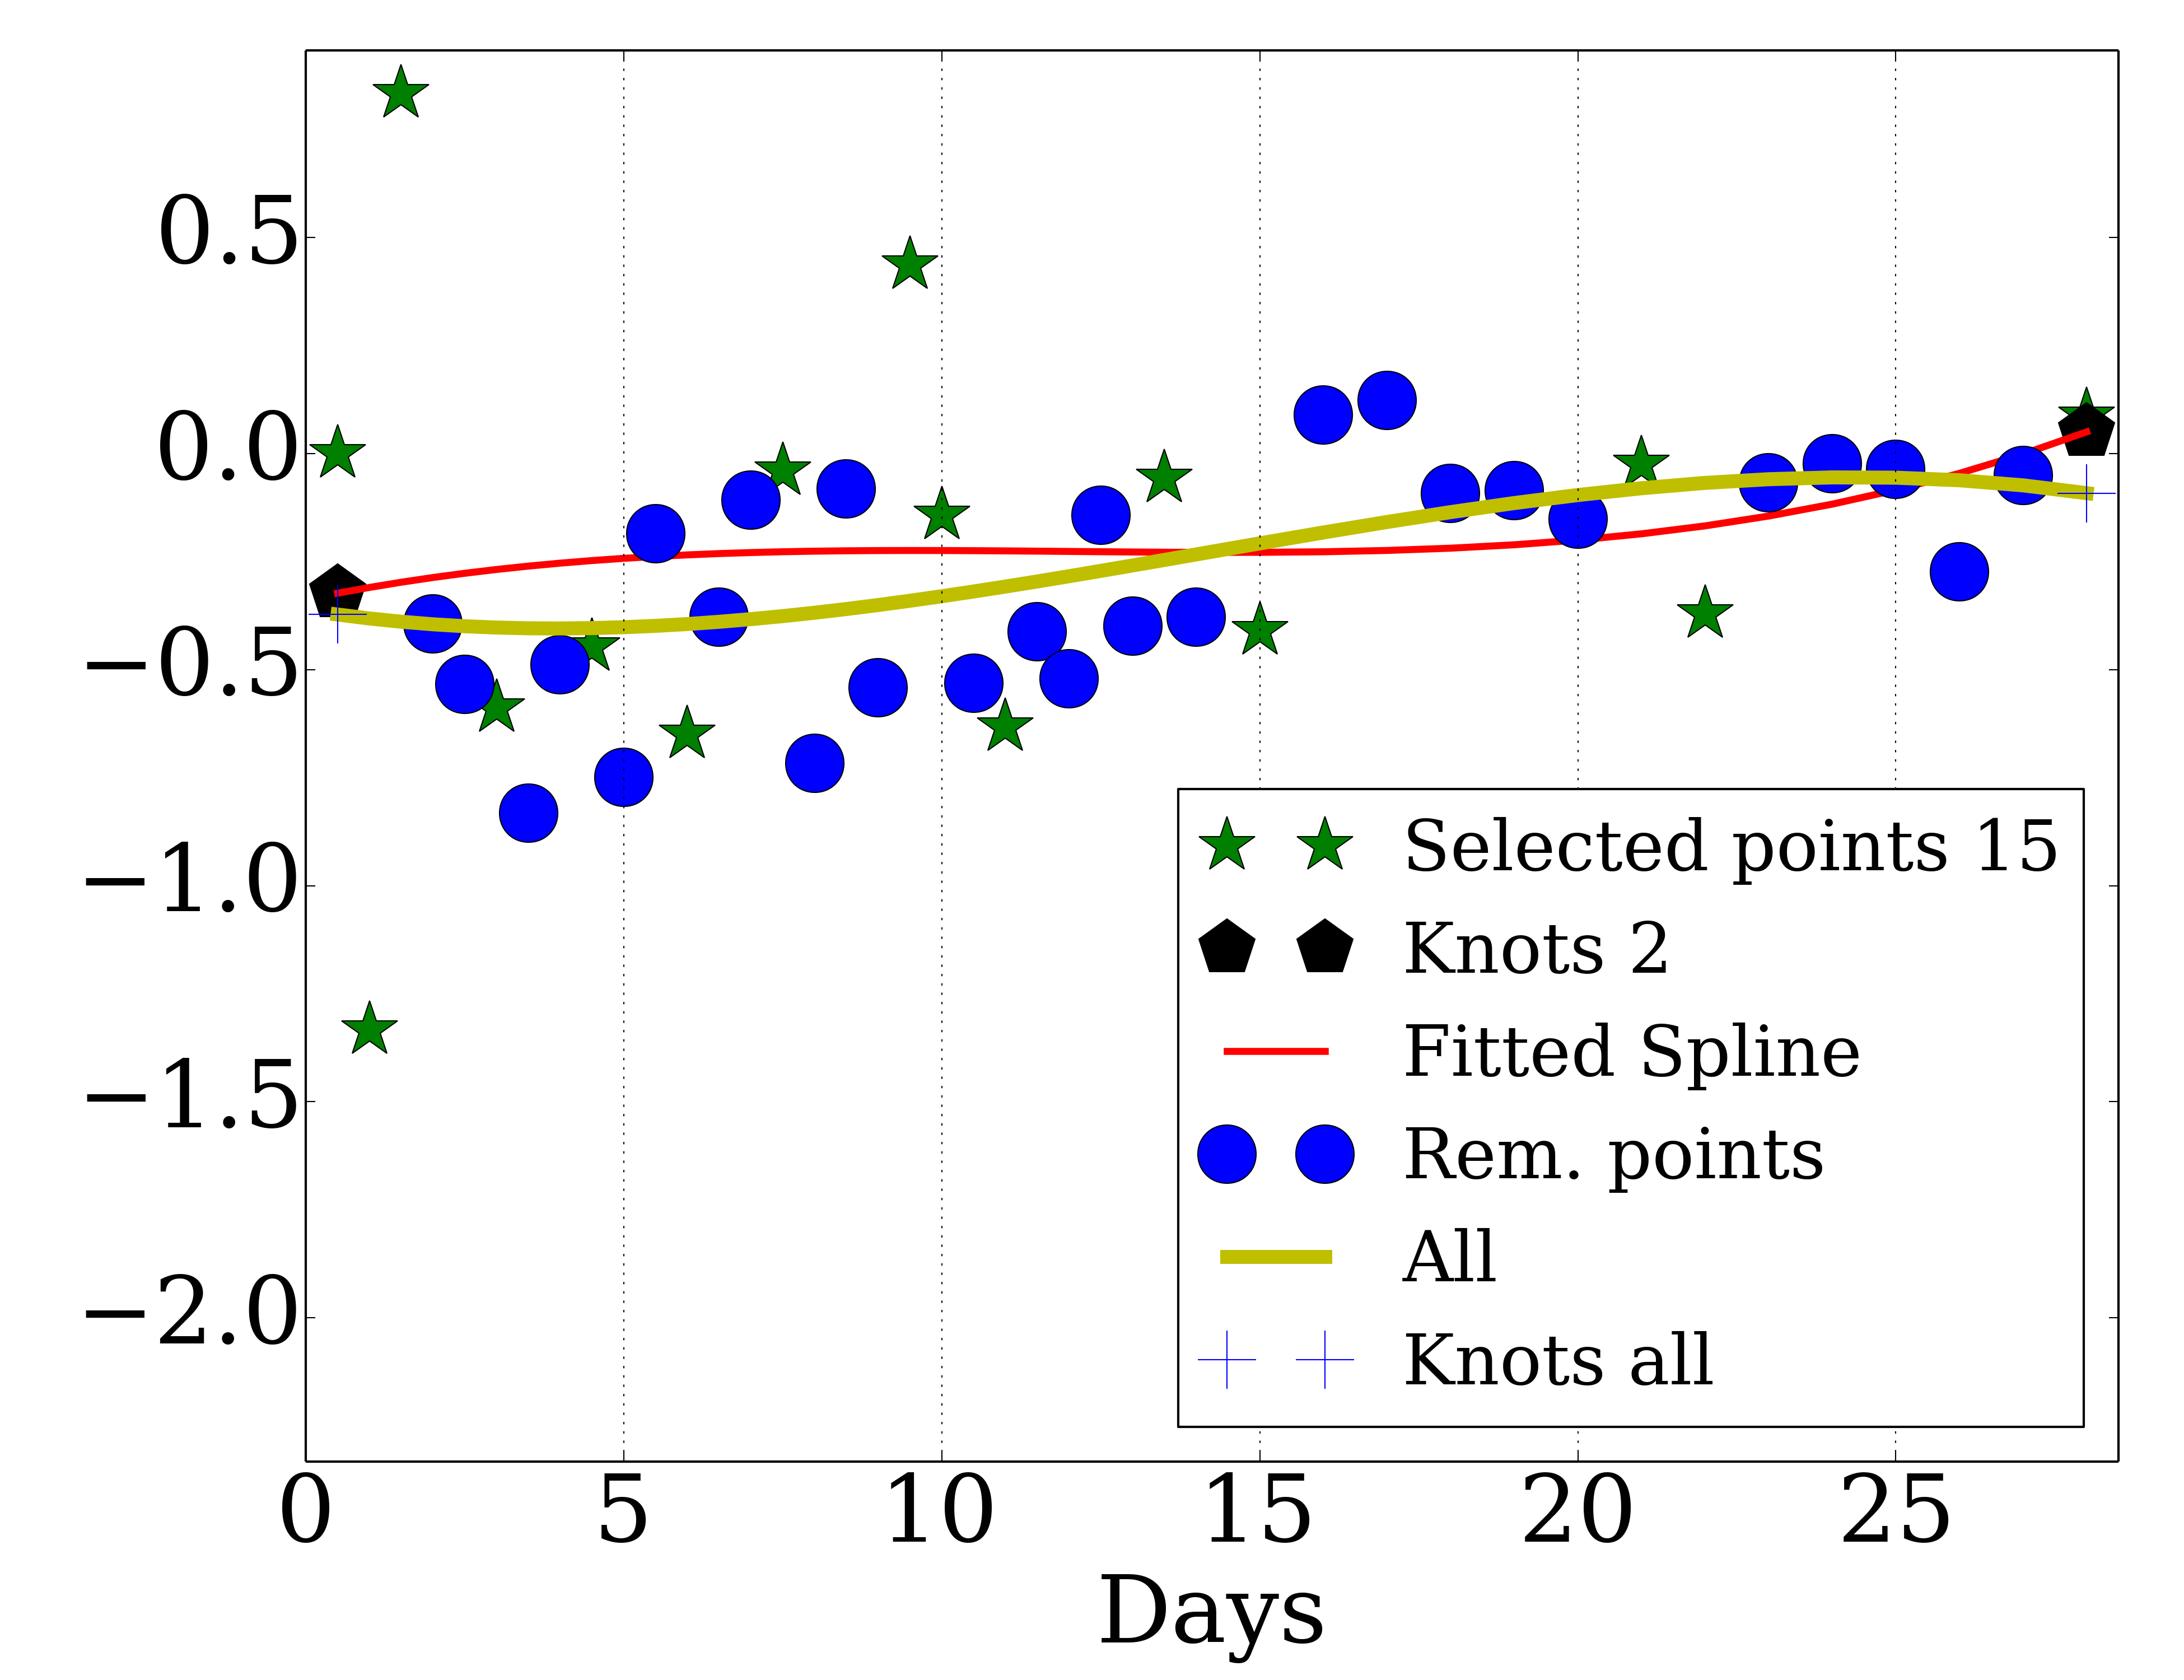 0.5
0.0
−0.5
−1.0
−1.5
−2.0
Selected points 15
Knots 2
Fitted Spline
Rem. points
All
Knots all
0 5 10 15 20 25
Days